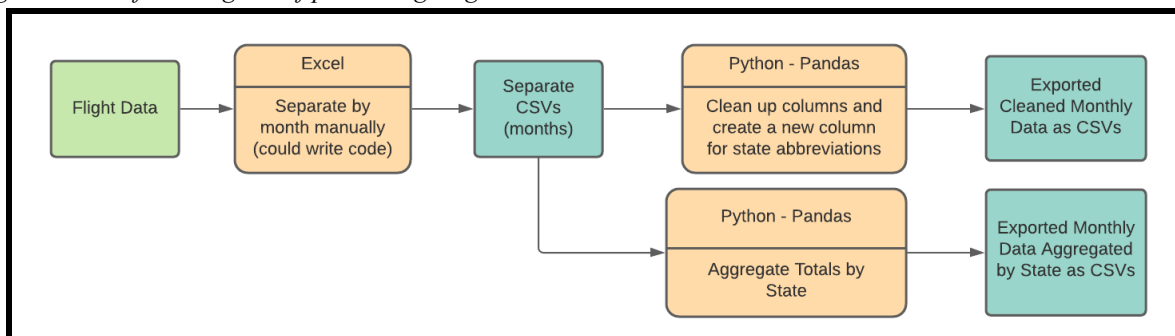 Flight Data
Excel
Separate by
month manually
(could write code)
Separate
CSVs
(months)
Python - Pandas
Clean up columns and
create a new column
for state abbreviations
Exported
Cleaned Monthly
Data as CSVs
Python - Pandas
Aggregate Totals by
State
Exported Monthly
Data Aggregated
by State as CSVs